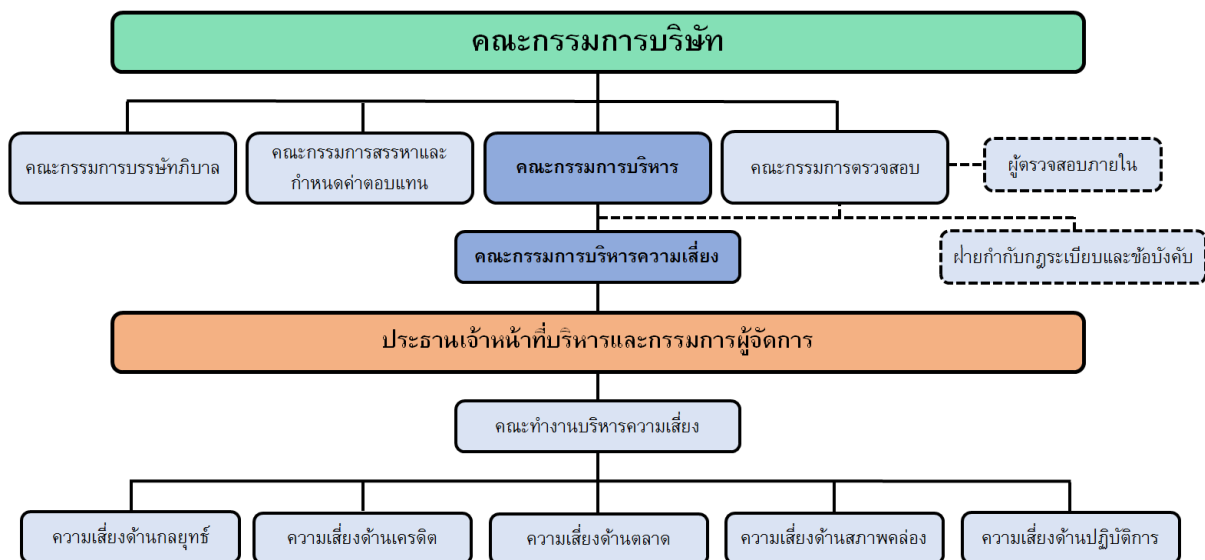 คณะกรรมการบริษัท
คณะกรรมการบรรษัทภิบาล
คณะกรรมการสรรหาและ
กำหนดค่าตอบแทน
คณะกรรมการบริหาร
คณะกรรมการตรวจสอบ
ผู้ตรวจสอบภายใน
คณะกรรมการบริหารความเสี่ยง
ฝ่ายกำกับกฎระเบียบและข้อบังคับ
ประธานเจ้าหน้าที่บริหารและกรรมการผู้จัดการ
คณะทำงานบริหารความเสี่ยง
ความเสี่ยงด้านกลยุทธ์
ความเสี่ยงด้านเครดิต
ความเสี่ยงด้านตลาด
ความเสี่ยงด้านสภาพคล่อง
ความเสี่ยงด้านปฏิบัติการ